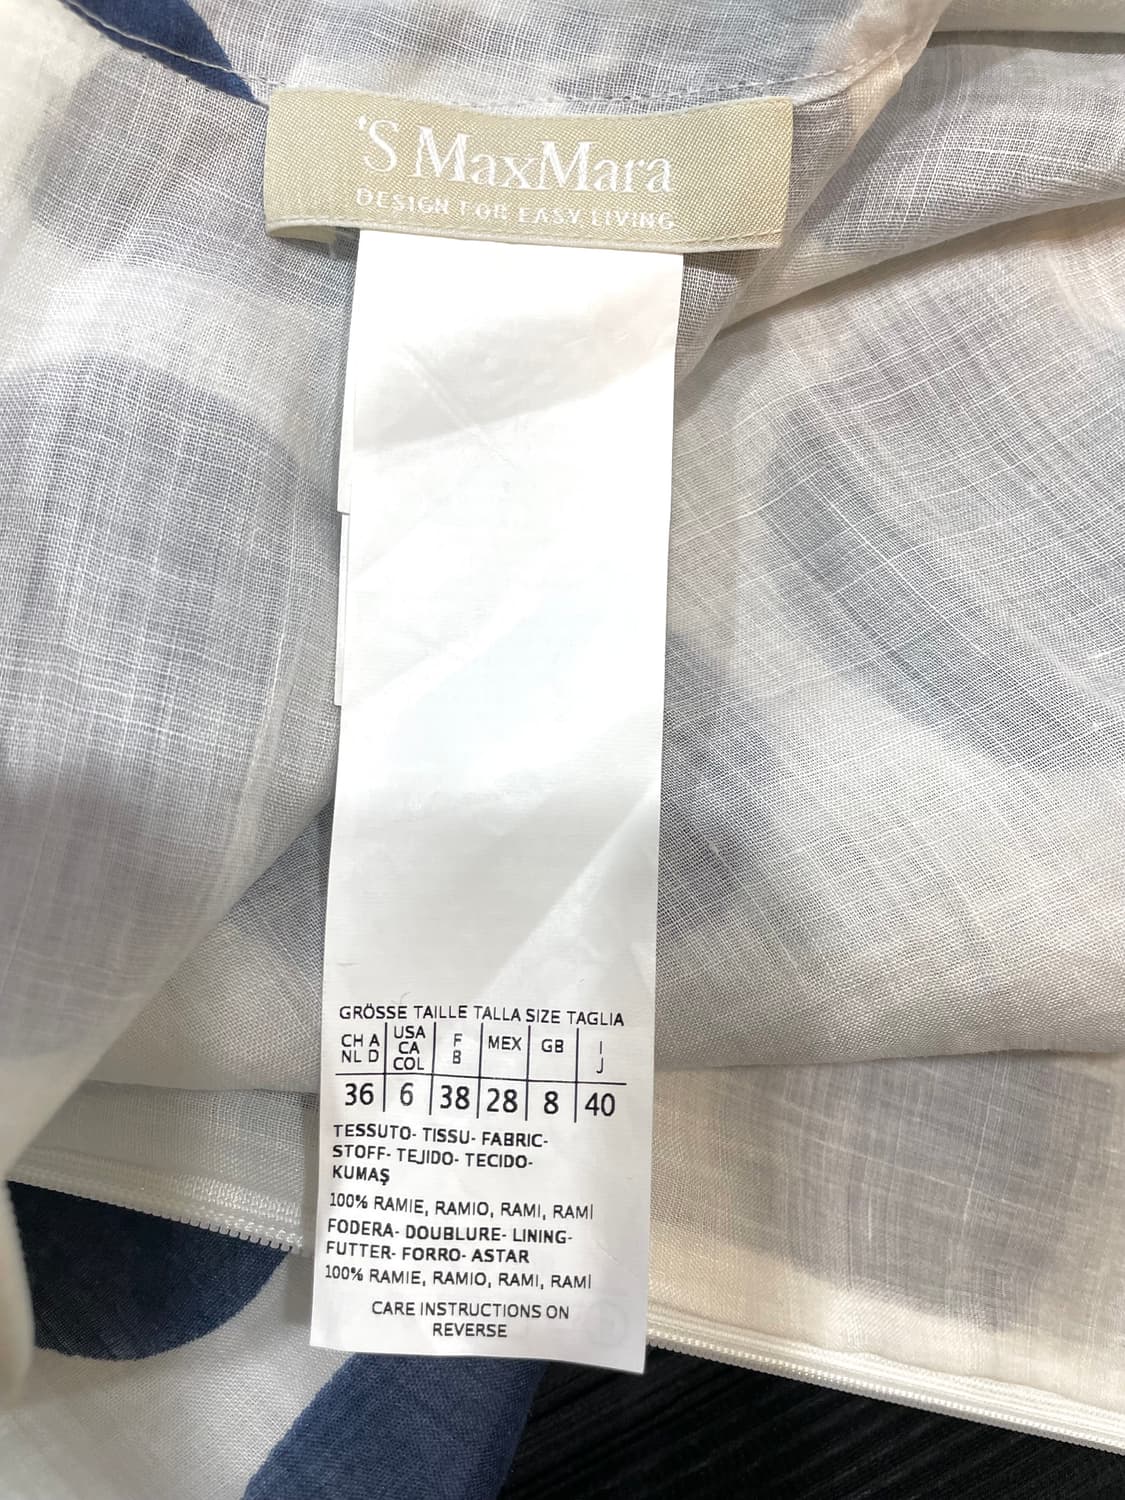 'S MaxMara
DESIGN FOR EASY LIVING
GRÖSSE TAILLE TALLA SIZE TAGLIA
CH A NL D USA CA COL F B MEX GB I J
36 6 38 28 8 40
TESSUTO- TISSU- FABRIC-
STOFF- TEJIDO- TECIDO-
KUMAŞ
100% RAMIE, RAMIO, RAMI, RAMİ
FODERA- DOUBLURE- LINING-
FUTTER- FORRO- ASTAR
100% RAMIE, RAMIO, RAMI, RAMİ
CARE INSTRUCTIONS ON
REVERSE